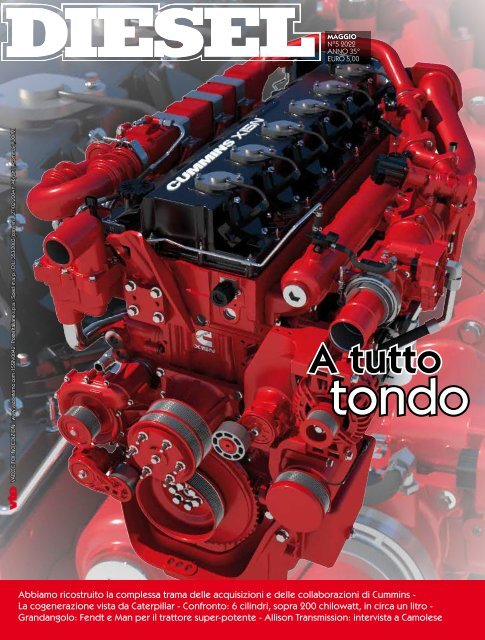 DIESEL
MAGGIO
N°5 2022
ANNO 35°
EURO 5,00
CUMMINS X15N
X15N
A tutto
tondo
Abbiamo ricostruito la complessa trama delle acquisizioni e delle collaborazioni di Cummins -
La cogenerazione vista da Caterpillar - Confronto: 6 cilindri, sopra 200 chilowatt, in circa un litro -
Grandangolo: Fendt e Man per il trattore super-potente - Allison Transmission: intervista a Camolese